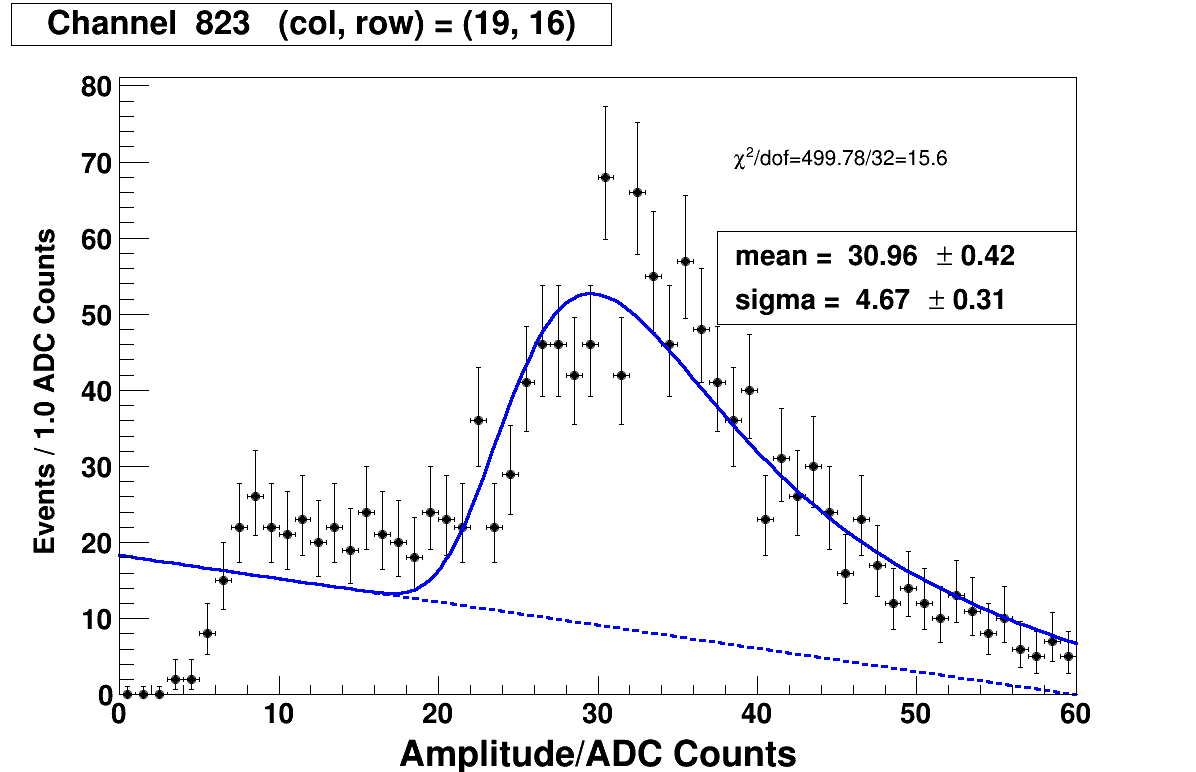 Channel 823 (col, row) = (19, 16)
80
70
60
50
40
30
20
10
0
Events / 1.0 ADC Counts
χ²/dof=499.78/32=15.6
mean = 30.96 ± 0.42
sigma = 4.67 ± 0.31
0 10 20 30 40 50 60
Amplitude/ADC Counts